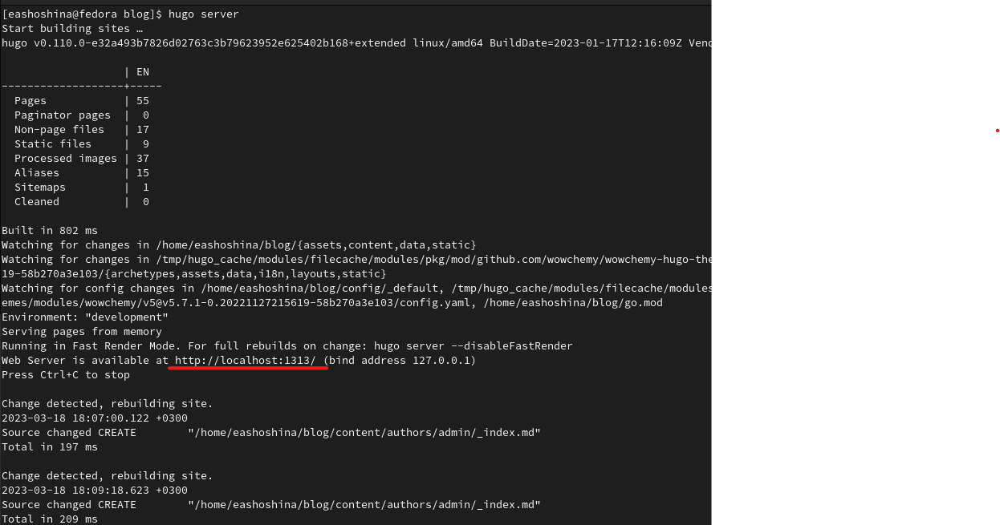 [eashoshina@fedora blog]$ hugo server
Start building sites …
hugo v0.110.0-e32a493b7826d02763c3b79623952e625402b168+extended linux/amd64 BuildDate=2023-01-17T12:16:09Z
                   | EN
-------------------+-----
  Pages            | 55
  Paginator pages  |  0
  Non-page files   | 17
  Static files     |  9
  Processed images | 37
  Aliases          | 15
  Sitemaps         |  1
  Cleaned          |  0
Built in 802 ms
Watching for changes in /home/eashoshina/blog/{assets,content,data,static}
Watching for changes in /tmp/hugo_cache/modules/filecache/modules/pkg/mod/github.com/wowchemy/wowchemy-hugo-the
19-58b270a3e103/{archetypes,assets,data,i18n,layouts,static}
Watching for config changes in /home/eashoshina/blog/config/_default, /tmp/hugo_cache/modules/filecache/modules
emes/modules/wowchemy/v5@v5.7.1-0.20221127215619-58b270a3e103/config.yaml, /home/eashoshina/blog/go.mod
Environment: "development"
Serving pages from memory
Running in Fast Render Mode. For full rebuilds on change: hugo server --disableFastRender
Web Server is available at http://localhost:1313/ (bind address 127.0.0.1)
Press Ctrl+C to stop
Change detected, rebuilding site.
2023-03-18 18:07:00.122 +0300
Source changed CREATE        "/home/eashoshina/blog/content/authors/admin/_index.md"
Total in 197 ms
Change detected, rebuilding site.
2023-03-18 18:09:18.623 +0300
Source changed CREATE        "/home/eashoshina/blog/content/authors/admin/_index.md"
Total in 209 ms